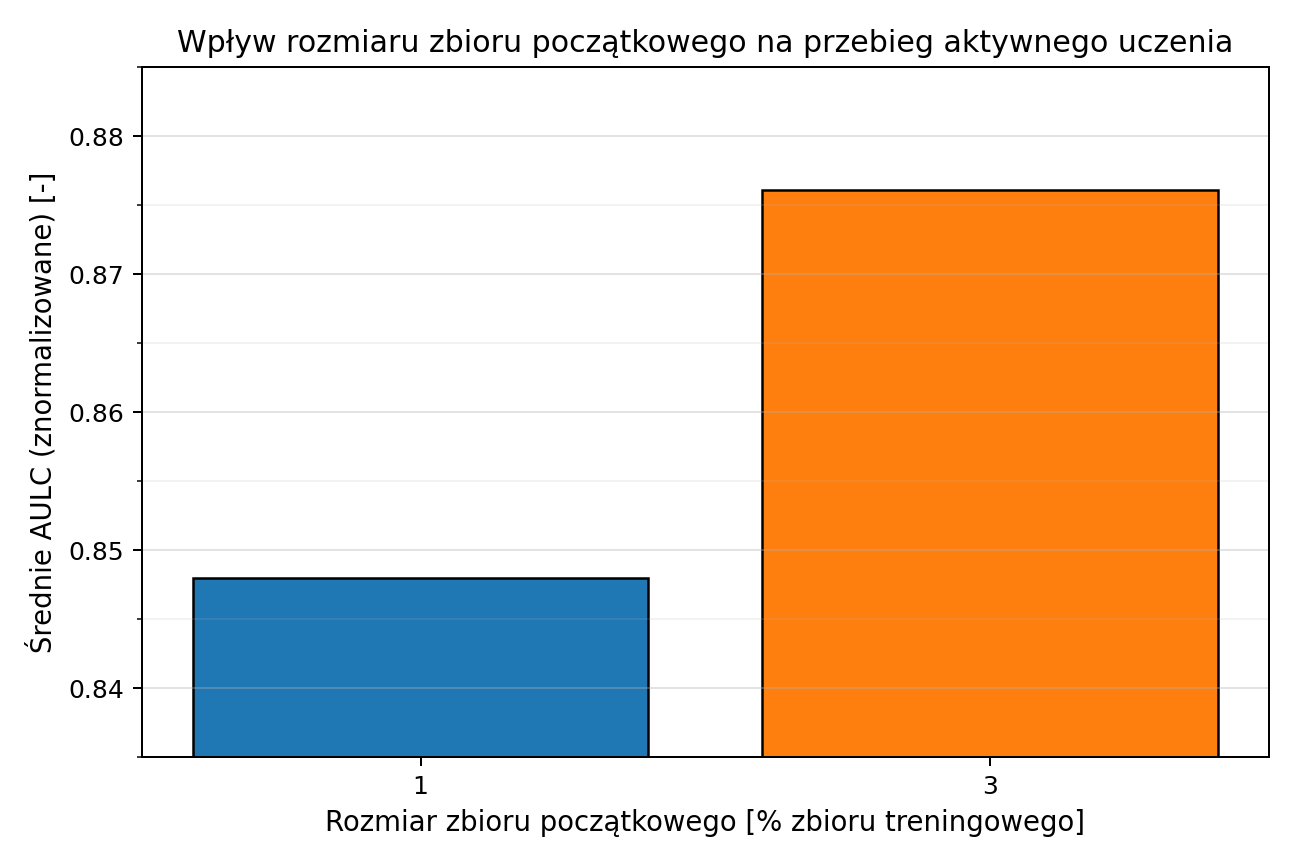 Wpływ rozmiaru zbioru początkowego na przebieg aktywnego uczenia
Średnie AULC (znormalizowane) [-]
0.88
0.87
0.86
0.85
0.84
1
3
Rozmiar zbioru początkowego [% zbioru treningowego]